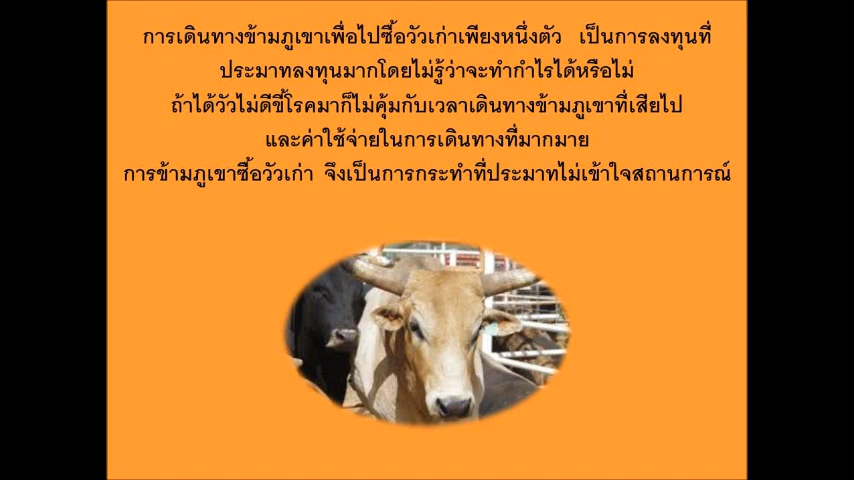 การเดินทางข้ามภูเขาเพื่อไปซื้อวัวเก่าเพียงหนึ่งตัว เป็นการลงทุนที่
ประมาทลงทุนมากโดยไม่รู้ว่าจะทำกำไรได้หรือไม่
ถ้าได้วัวไม่ดีขี้โรคมาก็ไม่คุ้มกับเวลาเดินทางข้ามภูเขาที่เสียไป
และค่าใช้จ่ายในการเดินทางที่มากมาย
การข้ามภูเขาซื้อวัวเก่า จึงเป็นการกระทำที่ประมาทไม่เข้าใจสถานการณ์